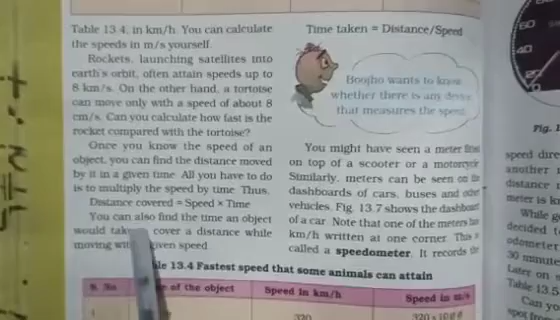 Table 13.4, in km/h. You can calculate
the speeds in m/s yourself.
Rockets, launching satellites into
earth's orbit, often attain speeds up to
8 km/s. On the other hand, a tortoise
can move only with a speed of about 8
cm/s. Can you calculate how fast is the
rocket compared with the tortoise?
Once you know the speed of an
object, you can find the distance moved
by it in a given time. All you have to do
is to multiply the speed by time. Thus,
Distance covered = Speed × Time
You can also find the time an object
would take cover a distance while
moving given speed.
Time taken = Distance/Speed
Boojho wants to know
whether there is any device
that measures the speed.
You might have seen a meter fitted
on top of a scooter or a motorcycle.
Similarly, meters can be seen on the
dashboards of cars, buses and other
vehicles. Fig. 13.7 shows the dashboard
of a car. Note that one of the meters has
km/h written at one corner. This is
called a speedometer. It records the
13.4 Fastest speed that some animals can attain
S. No of the object Speed in km/h Speed in m/s
1 320
60
40
20
Fig. 1
speed dire
another
distance
meter is kn
While g
decided t
odometer
30 minute
Later on
Table 13.5
Can yo
spot from